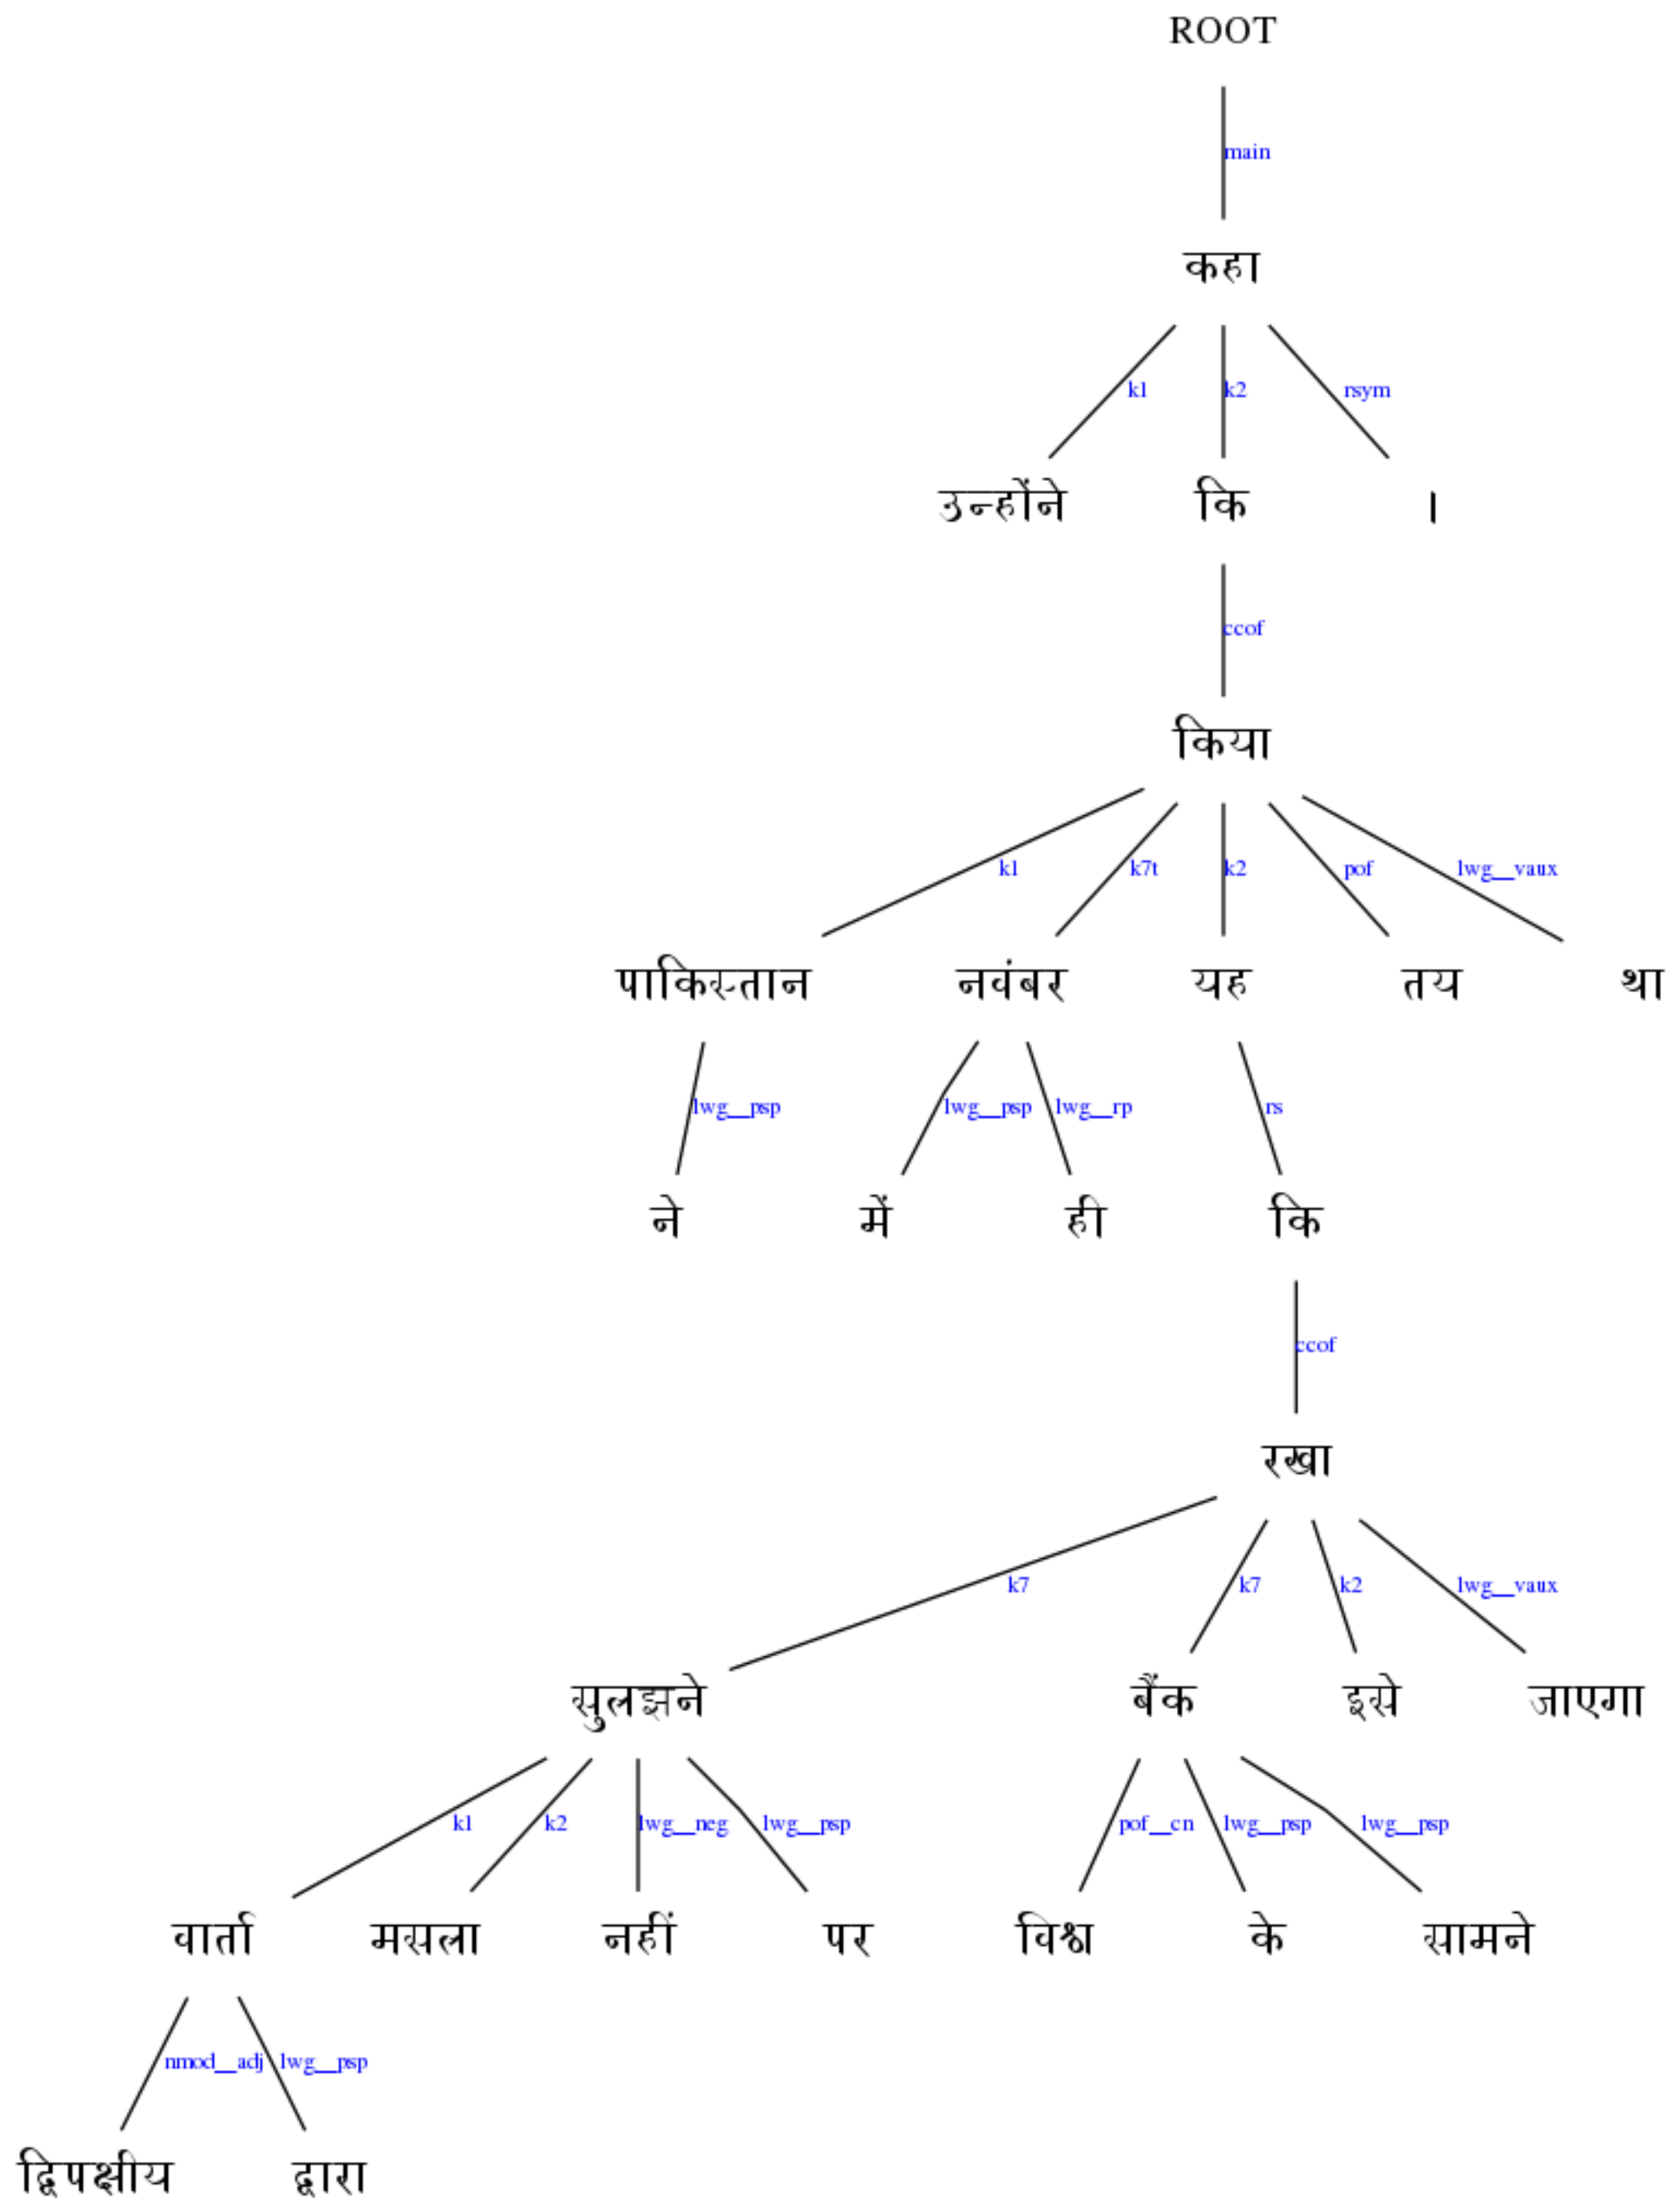 ROOT
main
कहा
k1 k2 rsym
उन्होंने कि ।
ccof
किया
k1 k7t k2 pof lwg__vaux
पाकिस्तान नवंबर यह तय था
lwg__psp lwg__psp lwg__rp rs
ने में ही कि
ccof
रखा
k7 k7 k2 lwg__vaux
सुलझने बैंक इसे जाएगा
k1 k2 lwg__neg lwg__psp pof__cn lwg__psp lwg__psp
वार्ता मसला नहीं पर विश्व के सामने
nmod__adj lwg__psp
द्विपक्षीय द्वारा